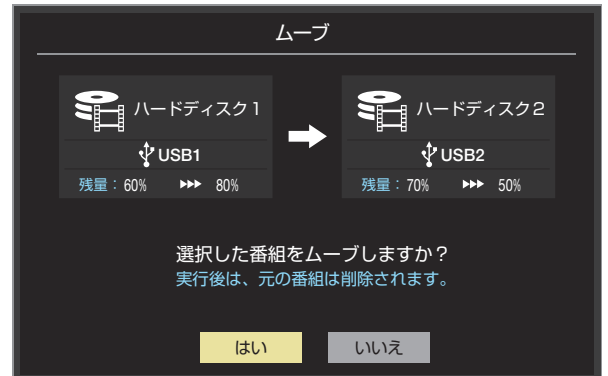 ムーブ
ハードディスク1
ハードディスク2
USB1
USB2
残量：60% ▶▶▶ 80%
残量：70% ▶▶▶ 50%
選択した番組をムーブしますか？
実行後は、元の番組は削除されます。
はい
いいえ